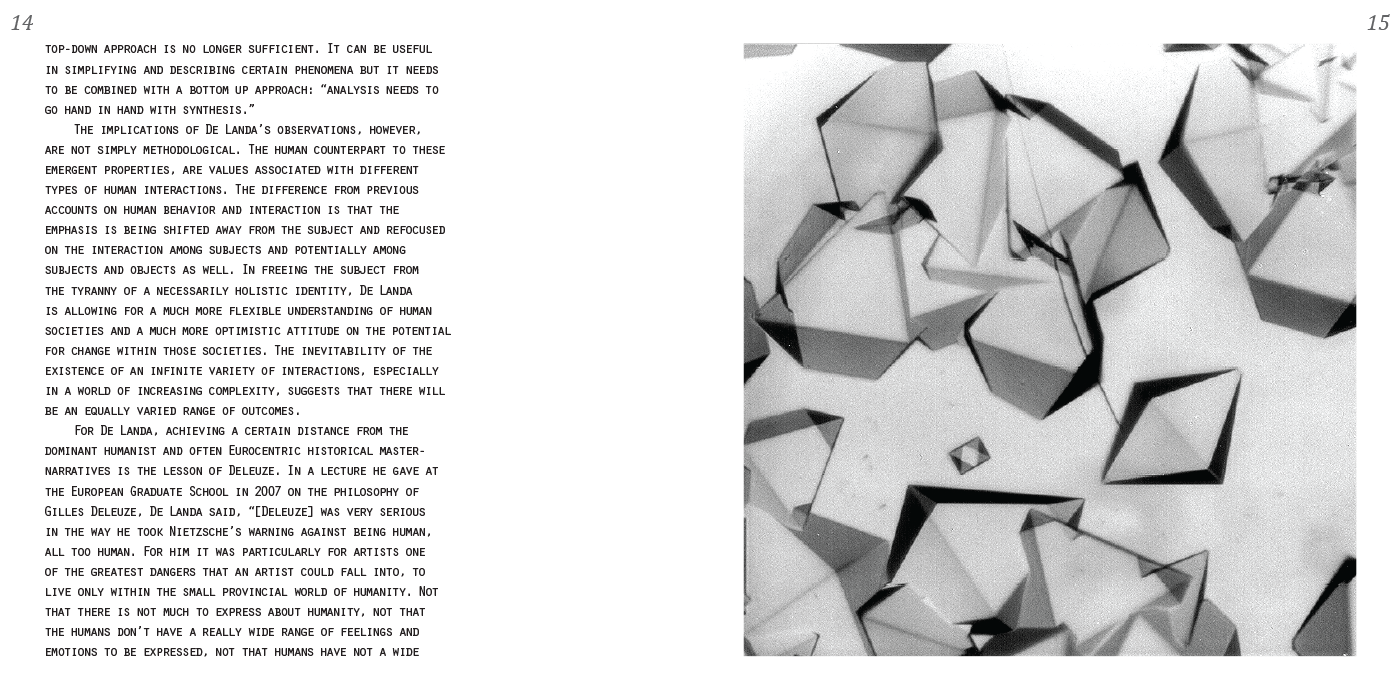 14
TOP-DOWN APPROACH IS NO LONGER SUFFICIENT. IT CAN BE USEFUL
IN SIMPLIFYING AND DESCRIBING CERTAIN PHENOMENA BUT IT NEEDS
TO BE COMBINED WITH A BOTTOM UP APPROACH: “ANALYSIS NEEDS TO
GO HAND IN HAND WITH SYNTHESIS.”
THE IMPLICATIONS OF DE LANDA’S OBSERVATIONS, HOWEVER,
ARE NOT SIMPLY METHODOLOGICAL. THE HUMAN COUNTERPART TO THESE
EMERGENT PROPERTIES, ARE VALUES ASSOCIATED WITH DIFFERENT
TYPES OF HUMAN INTERACTIONS. THE DIFFERENCE FROM PREVIOUS
ACCOUNTS ON HUMAN BEHAVIOR AND INTERACTION IS THAT THE
EMPHASIS IS BEING SHIFTED AWAY FROM THE SUBJECT AND REFOCUSED
ON THE INTERACTION AMONG SUBJECTS AND POTENTIALLY AMONG
SUBJECTS AND OBJECTS AS WELL. IN FREEING THE SUBJECT FROM
THE TYRANNY OF A NECESSARILY HOLISTIC IDENTITY, DE LANDA
IS ALLOWING FOR A MUCH MORE FLEXIBLE UNDERSTANDING OF HUMAN
SOCIETIES AND A MUCH MORE OPTIMISTIC ATTITUDE ON THE POTENTIAL
FOR CHANGE WITHIN THOSE SOCIETIES. THE INEVITABILITY OF THE
EXISTENCE OF AN INFINITE VARIETY OF INTERACTIONS, ESPECIALLY
IN A WORLD OF INCREASING COMPLEXITY, SUGGESTS THAT THERE WILL
BE AN EQUALLY VARIED RANGE OF OUTCOMES.
FOR DE LANDA, ACHIEVING A CERTAIN DISTANCE FROM THE
DOMINANT HUMANIST AND OFTEN EUROCENTRIC HISTORICAL MASTER-
NARRATIVES IS THE LESSON OF DELEUZE. IN A LECTURE HE GAVE AT
THE EUROPEAN GRADUATE SCHOOL IN 2007 ON THE PHILOSOPHY OF
GILLES DELEUZE, DE LANDA SAID, “[DELEUZE] WAS VERY SERIOUS
IN THE WAY HE TOOK NIETZSCHE’S WARNING AGAINST BEING HUMAN,
ALL TOO HUMAN. FOR HIM IT WAS PARTICULARLY FOR ARTISTS ONE
OF THE GREATEST DANGERS THAT AN ARTIST COULD FALL INTO, TO
LIVE ONLY WITHIN THE SMALL PROVINCIAL WORLD OF HUMANITY. NOT
THAT THERE IS NOT MUCH TO EXPRESS ABOUT HUMANITY, NOT THAT
THE HUMANS DON’T HAVE A REALLY WIDE RANGE OF FEELINGS AND
EMOTIONS TO BE EXPRESSED, NOT THAT HUMANS HAVE NOT A WIDE
15